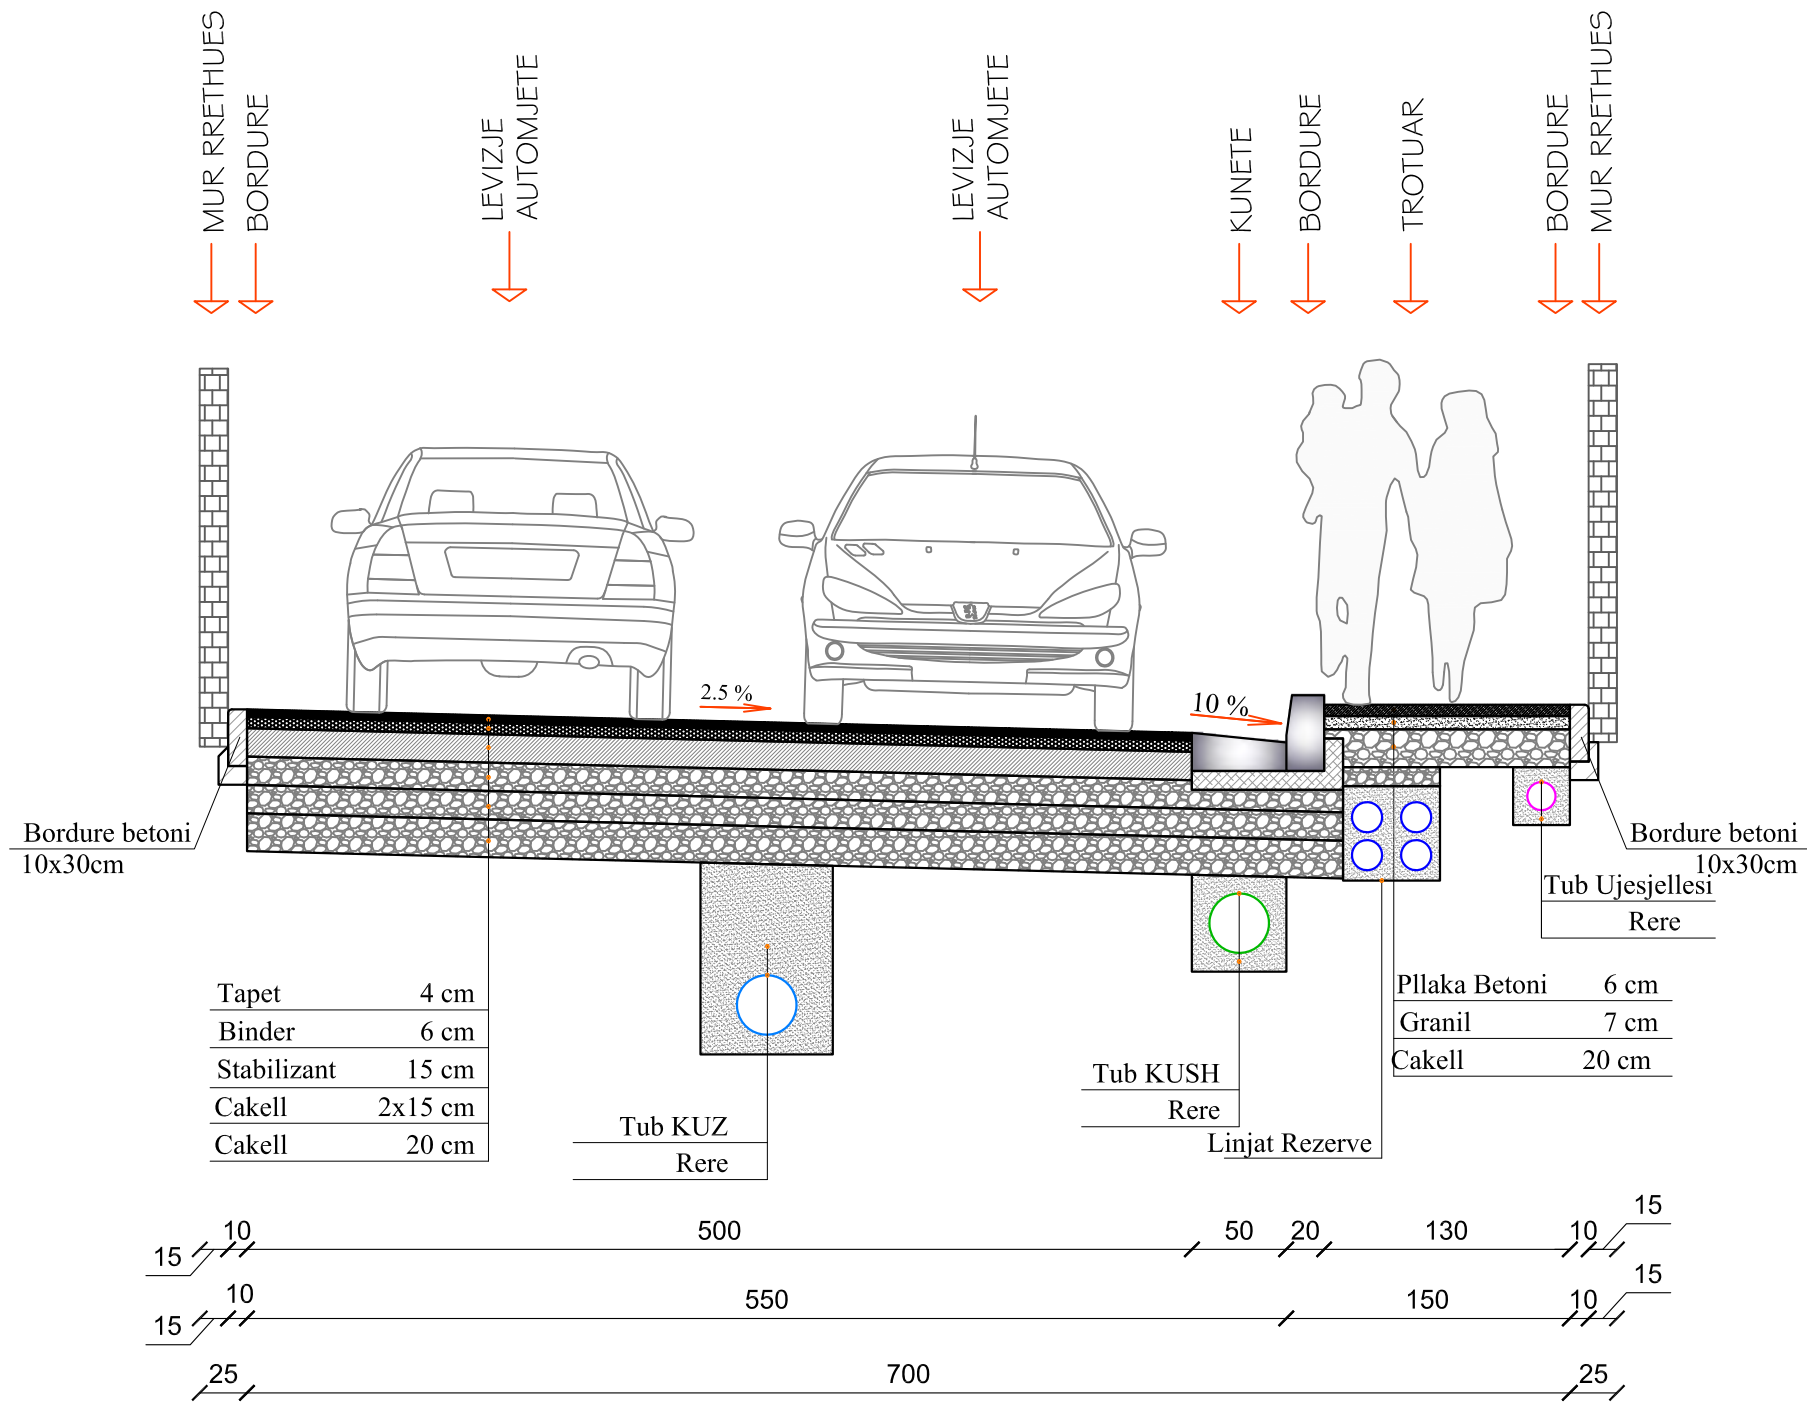 MUR RRETHUES
BORDURE
LEVIZJE
AUTOMJETE
LEVIZJE
AUTOMJETE
KUNETE
BORDURE
TROTUAR
BORDURE
MUR RRETHUES
2.5 %
10 %
Bordure betoni
10x30cm
Bordure betoni
10x30cm
Tub Ujesjellesi
Rere
Tapet 4 cm
Binder 6 cm
Stabilizant 15 cm
Cakell 2x15 cm
Cakell 20 cm
Pllaka Betoni 6 cm
Granil 7 cm
Cakell 20 cm
Tub KUZ
Rere
Tub KUSH
Rere
Linjat Rezerve
15 10 500 50 20 130 10 15
15 10 550 150 10 15
25 700 25